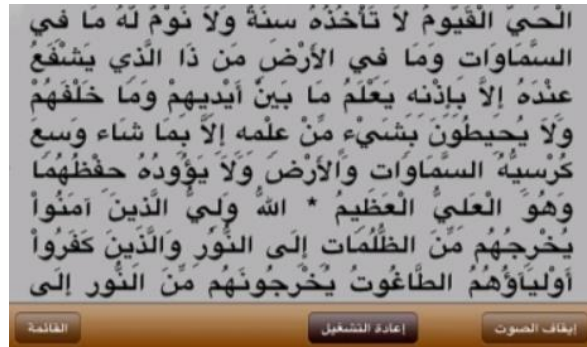 الْحَيُّ الْقَيُّومُ لاَ تَأْخُذُهُ سِنَةٌ وَلاَ نَوْمٌ لَّهُ مَا فِي
السَّمَاوَاتِ وَمَا فِي الأَرْضِ مَن ذَا الَّذِي يَشْفَعُ
عِنْدَهُ إِلاَّ بِإِذْنِهِ يَعْلَمُ مَا بَيْنَ أَيْدِيهِمْ وَمَا خَلْفَهُمْ
وَلاَ يُحِيطُونَ بِشَيْءٍ مِّنْ عِلْمِهِ إِلاَّ بِمَا شَاء وَسِعَ
كُرْسِيُّهُ السَّمَاوَاتِ وَالأَرْضَ وَلاَ يَؤُودُهُ حِفْظُهُمَا
وَهُوَ الْعَلِيُّ الْعَظِيمُ * اللهُ وَلِيُّ الَّذِينَ آمَنُواْ
يُخْرِجُهُم مِّنَ الظُّلُمَاتِ إِلَى النُّوُرِ وَالَّذِينَ كَفَرُواْ
أَوْلِيَآؤُهُمُ الطَّاغُوتُ يُخْرِجُونَهُم مِّنَ النُّورِ إِلَى
إيقاف الصوت إعادة التشغيل القائمة